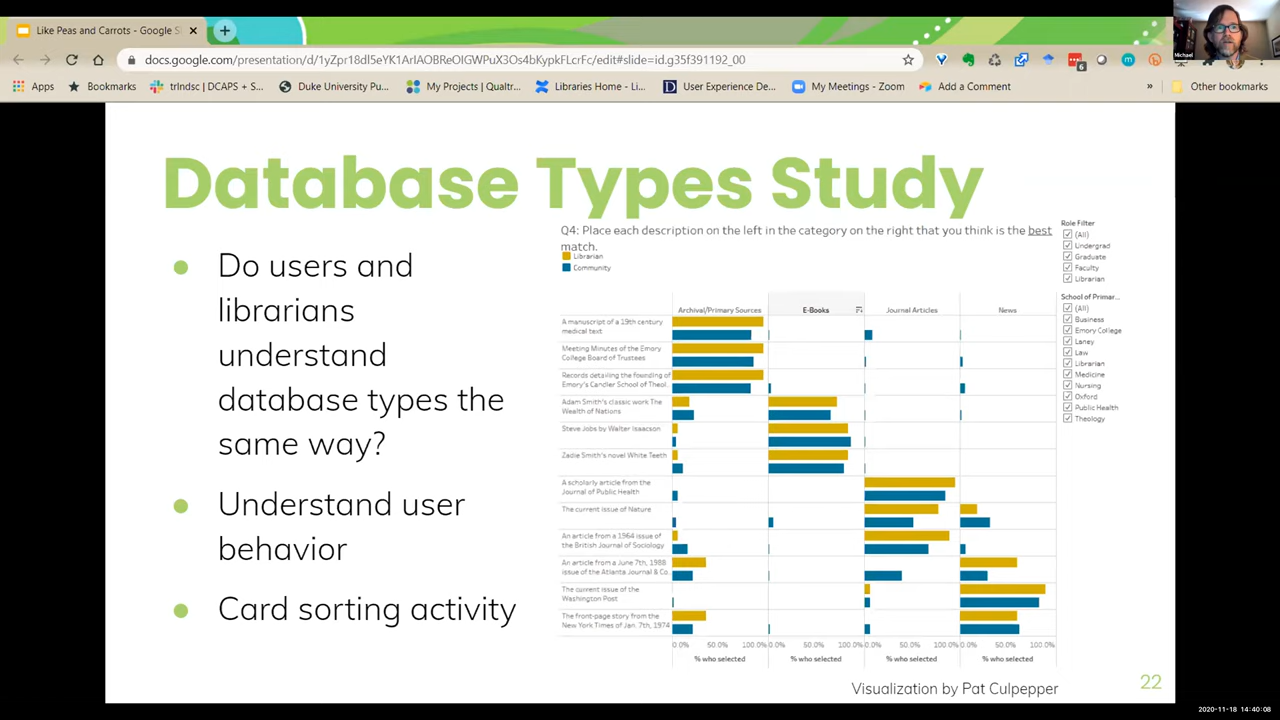 Like Peas and Carrots - Google S
Michael
6
Apps
Bookmarks
trlndsc | DCAPS + S...
Duke University Pu...
My Projects | Qualtr...
Libraries Home - Li...
User Experience De...
My Meetings - Zoom
Add a Comment
Other bookmarks
Database Types Study
Do users and
librarians
understand
database types the
same way?
Understand user
behavior
Card sorting activity
Q4: Place each description on the left in the category on the right that you think is the best
match.
Librarian
Community
Archival/Primary Sources E-Books Journal Articles News
A manuscript of a 19th century
medical text
Meeting Minutes of the Emory
College Board of Trustees
Records detailing the founding of
Emory's Candler School of Theol..
Adam Smith's classic work The
Wealth of Nations
Steve Jobs by Walter Isaacson
Zadie Smith's novel White Teeth
A scholarly article from the
Journal of Public Health
The current issue of Nature
An article from a 1964 issue of
the British Journal of Sociology
An article from a June 7th, 1988
issue of the Atlanta Journal & Co..
The current issue of the
Washington Post
The front-page story from the
New York Times of Jan. 7th, 1974
0.0% 50.0% 100.0% 0.0% 50.0% 100.0% 0.0% 50.0% 100.0% 0.0% 50.0% 100.0%
% who selected % who selected % who selected % who selected
Role Filter
(All)
Undergrad
Graduate
Faculty
Librarian
School of Primar...
(All)
Business
Emory College
Laney
Law
Librarian
Medicine
Nursing
Oxford
Public Health
Theology
Visualization by Pat Culpepper
22
2020-11-18 14:40:08